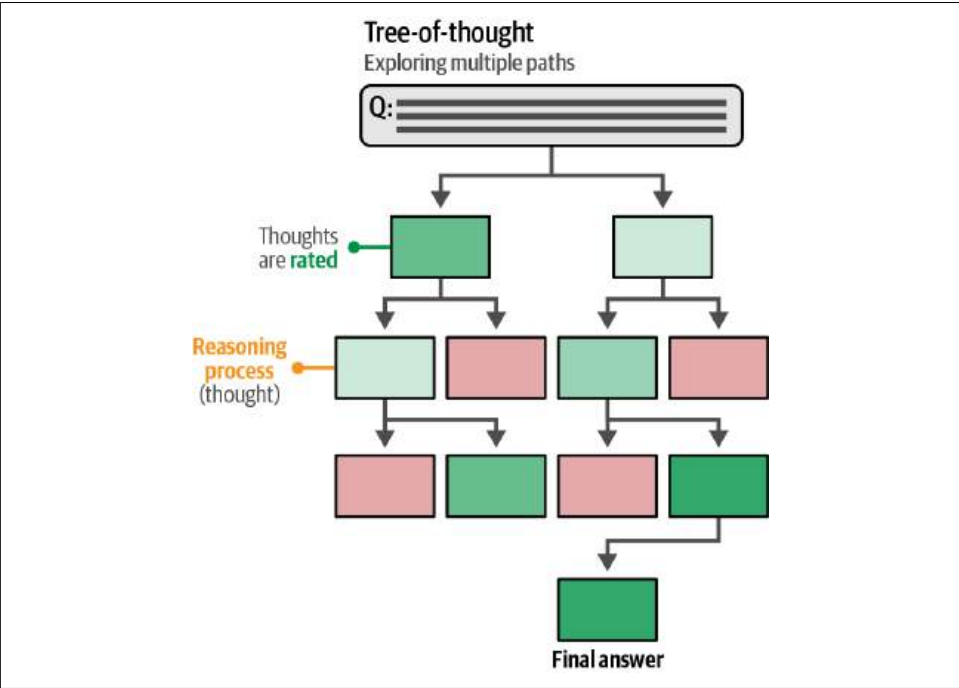 Tree-of-thought
Exploring multiple paths
Q:
Thoughts
are rated
Reasoning
process
(thought)
Final answer